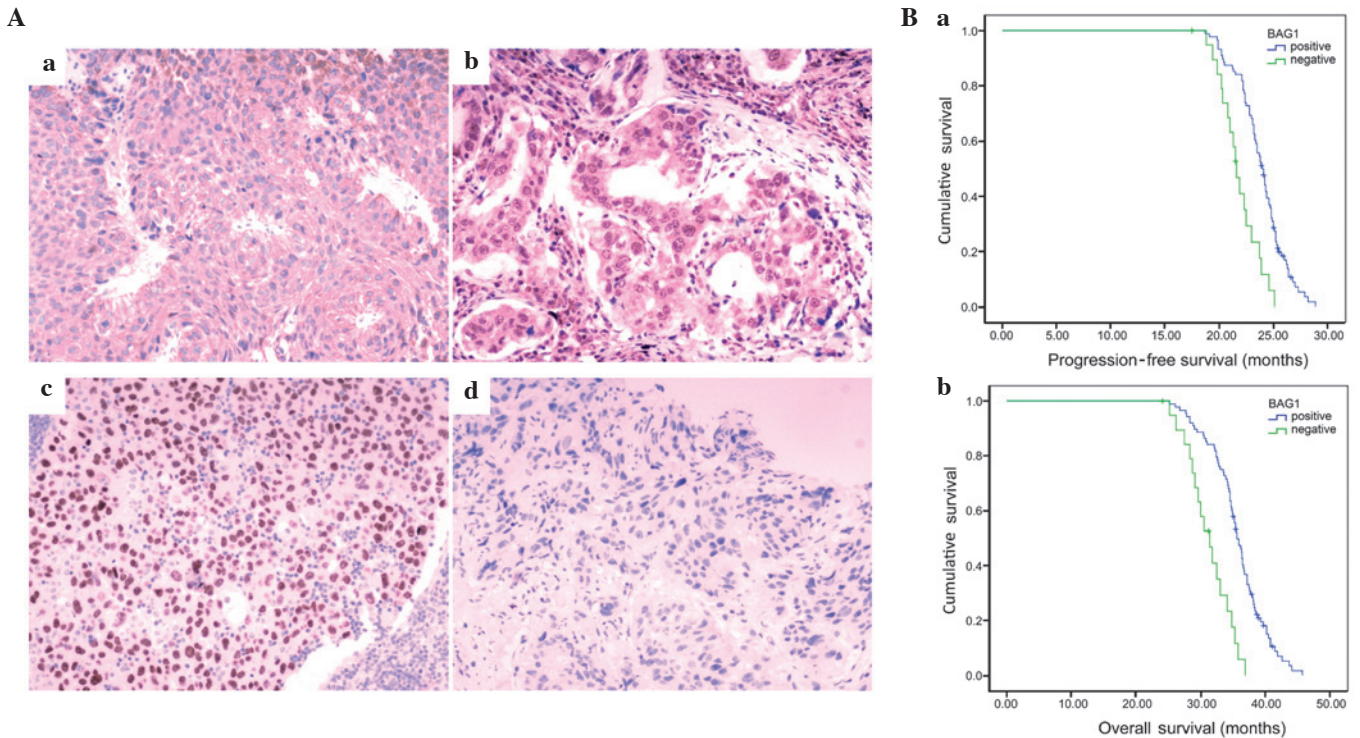 A
a
b
c
d
B a
BAG1
positive
negative
Cumulative survival
1.0
0.8
0.6
0.4
0.2
0.0
0.00 5.00 10.00 15.00 20.00 25.00 30.00
Progression-free survival (months)
b
BAG1
positive
negative
Cumulative survival
1.0
0.8
0.6
0.4
0.2
0.0
0.00 10.00 20.00 30.00 40.00 50.00
Overall survival (months)